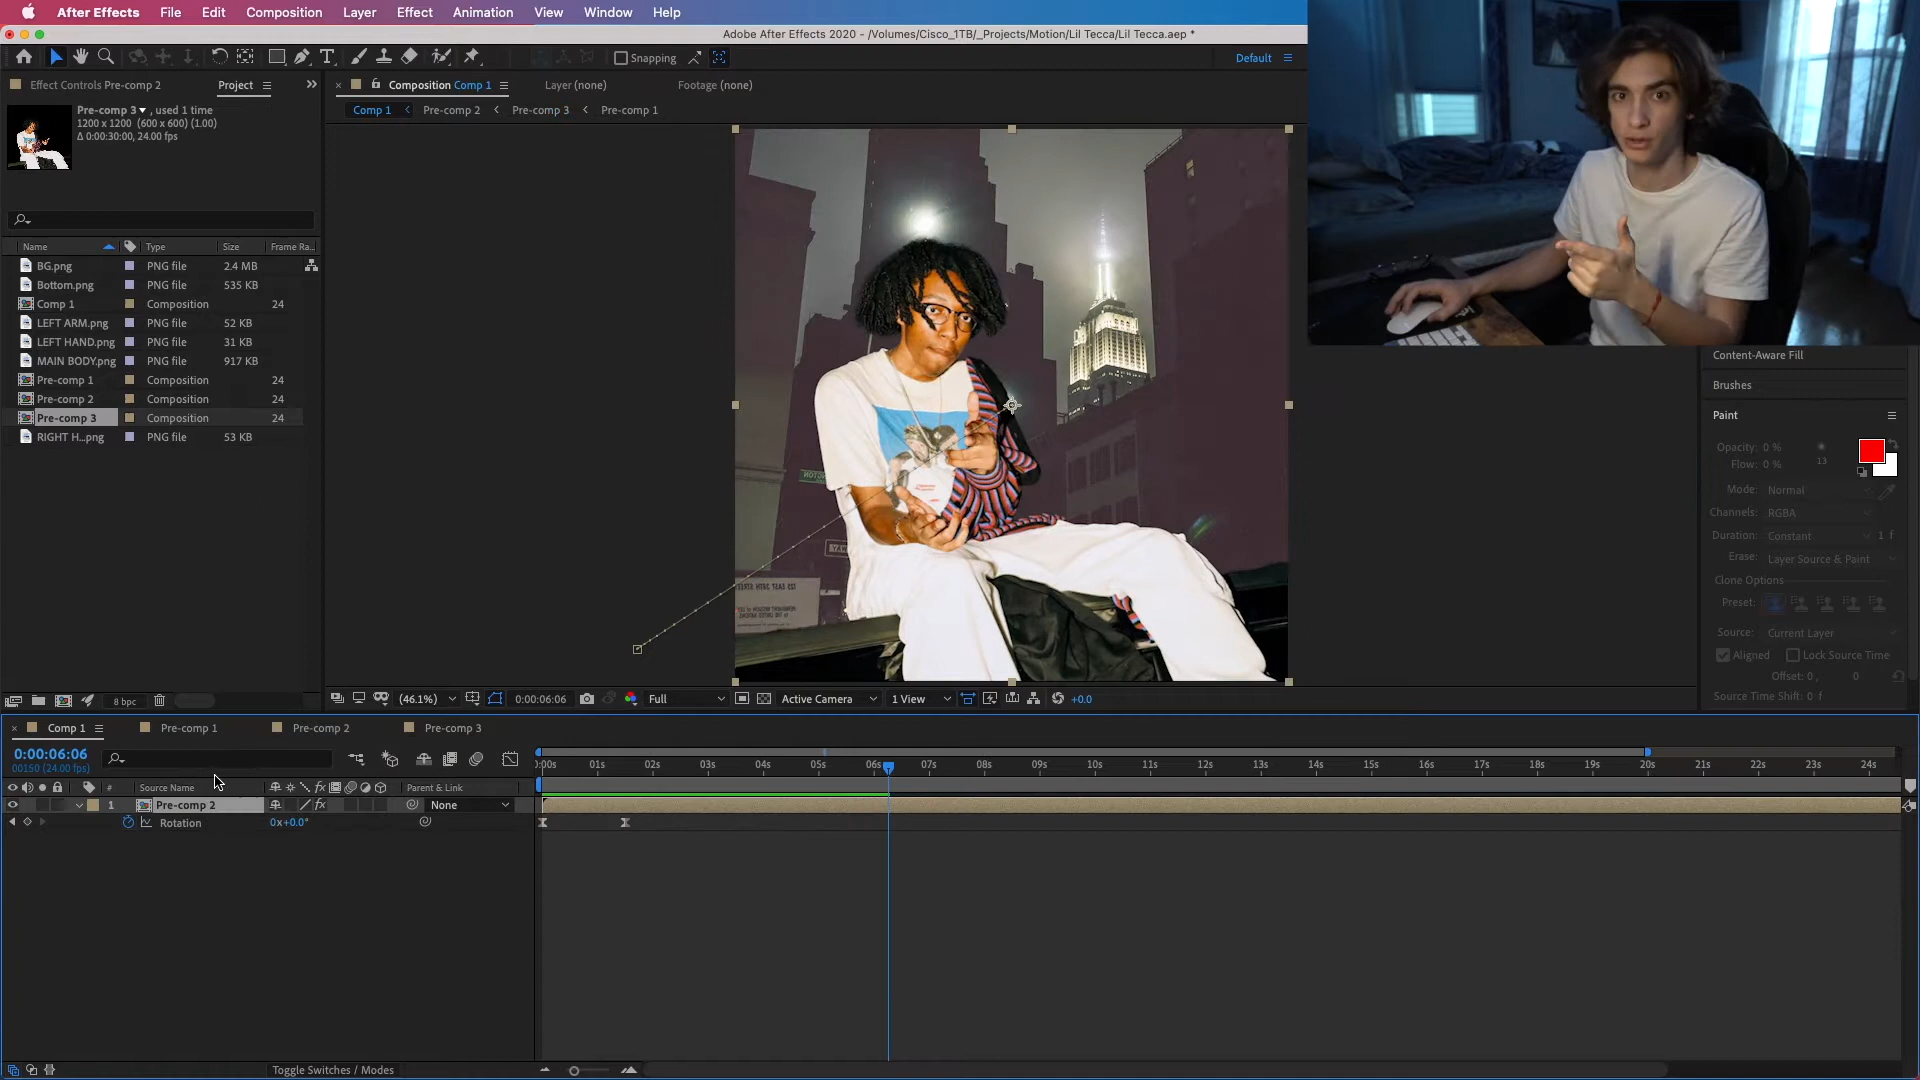 After Effects File Edit Composition Layer Effect Animation View Window Help
Adobe After Effects 2020 - /Volumes/Cisco_1TB/_Projects/Motion/Lil Tecca/Lil Tecca.aep *
Snapping
Default
Effect Controls Pre-comp 2 Project
Composition Comp 1 Layer (none) Footage (none)
Comp 1 Pre-comp 2 Pre-comp 3 Pre-comp 1
Pre-comp 3 , used 1 time
1200 x 1200 (600 x 600) (1.00)
Δ 0:00:30:00, 24.00 fps
Name Type Size Frame Ra...
BG.png PNG file 2.4 MB
Bottom.png PNG file 535 KB
Comp 1 Composition 24
LEFT ARM.png PNG file 52 KB
LEFT HAND.png PNG file 31 KB
MAIN BODY.png PNG file 917 KB
Pre-comp 1 Composition 24
Pre-comp 2 Composition 24
Pre-comp 3 Composition 24
RIGHT H...png PNG file 53 KB
Content-Aware Fill
Brushes
Paint
Opacity: 0 %
Flow: 0 %
13
Mode: Normal
Channels: RGBA
Duration: Constant 1 f
Erase: Layer Source & Paint
Clone Options
Preset:
Source: Current Layer
Aligned Lock Source Time
Offset: 0 , 0
Source Time Shift: 0 f
8 bpc
(46.1%) 0:00:06:06 Full Active Camera 1 View +0.0
Comp 1 Pre-comp 1 Pre-comp 2 Pre-comp 3
0:00:06:06
00150 (24.00 fps)
:00s 01s 02s 03s 04s 05s 06s 07s 08s 09s 10s 11s 12s 13s 14s 15s 16s 17s 18s 19s 20s 21s 22s 23s 24s
# Source Name fx Parent & Link
1 Pre-comp 2 fx None
Rotation 0x+0.0°
Toggle Switches / Modes